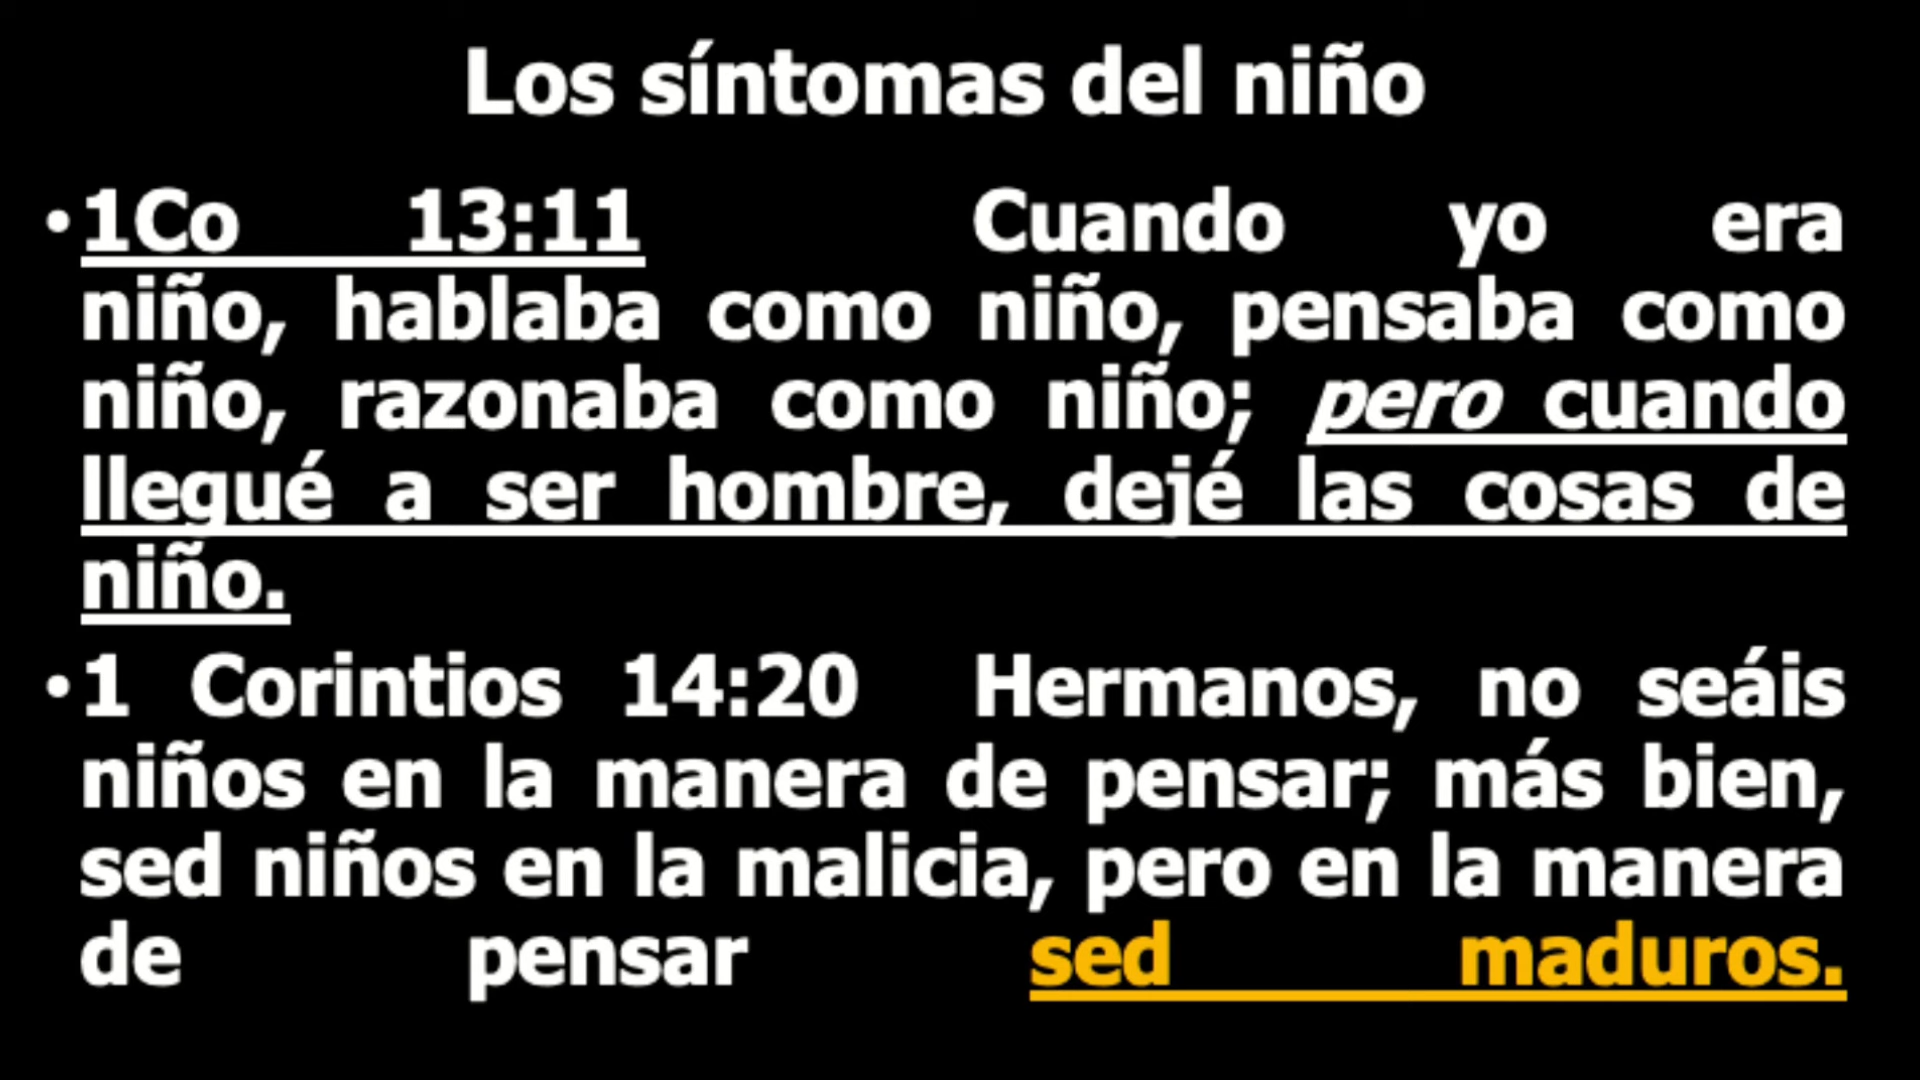 Los síntomas del niño
•1Co 13:11 Cuando yo era
niño, hablaba como niño, pensaba como
niño, razonaba como niño; pero cuando
llegué a ser hombre, dejé las cosas de
niño.
•1 Corintios 14:20 Hermanos, no seáis
niños en la manera de pensar; más bien,
sed niños en la malicia, pero en la manera
de pensar sed maduros.